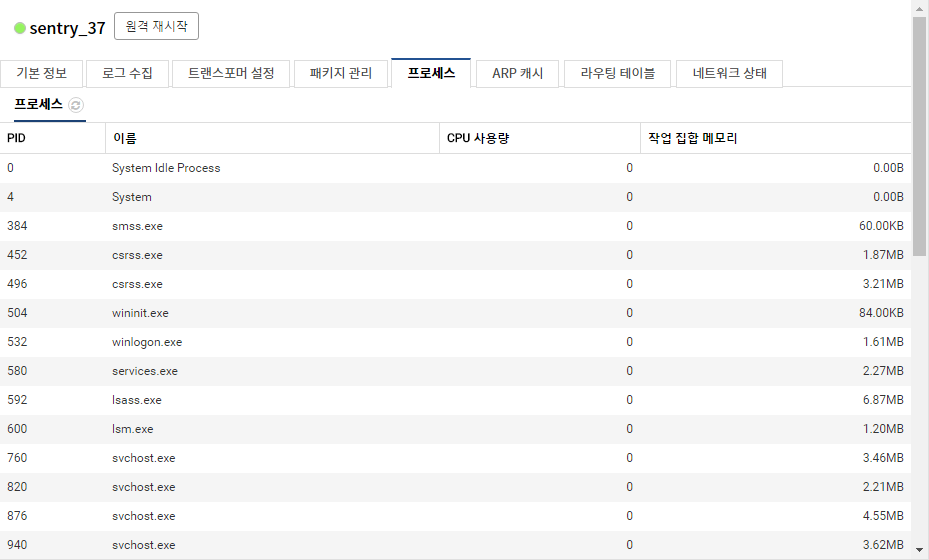 sentry_37 원격 재시작
기본 정보 로그 수집 트랜스포머 설정 패키지 관리 프로세스 ARP 캐시 라우팅 테이블 네트워크 상태
프로세스
PID 이름 CPU 사용량 작업 집합 메모리
0 System Idle Process 0 0.00B
4 System 0 0.00B
384 smss.exe 0 60.00KB
452 csrss.exe 0 1.87MB
496 csrss.exe 0 3.21MB
504 wininit.exe 0 84.00KB
532 winlogon.exe 0 1.61MB
580 services.exe 0 2.27MB
592 lsass.exe 0 6.87MB
600 lsm.exe 0 1.20MB
760 svchost.exe 0 3.46MB
820 svchost.exe 0 2.21MB
876 svchost.exe 0 4.55MB
940 svchost.exe 0 3.62MB